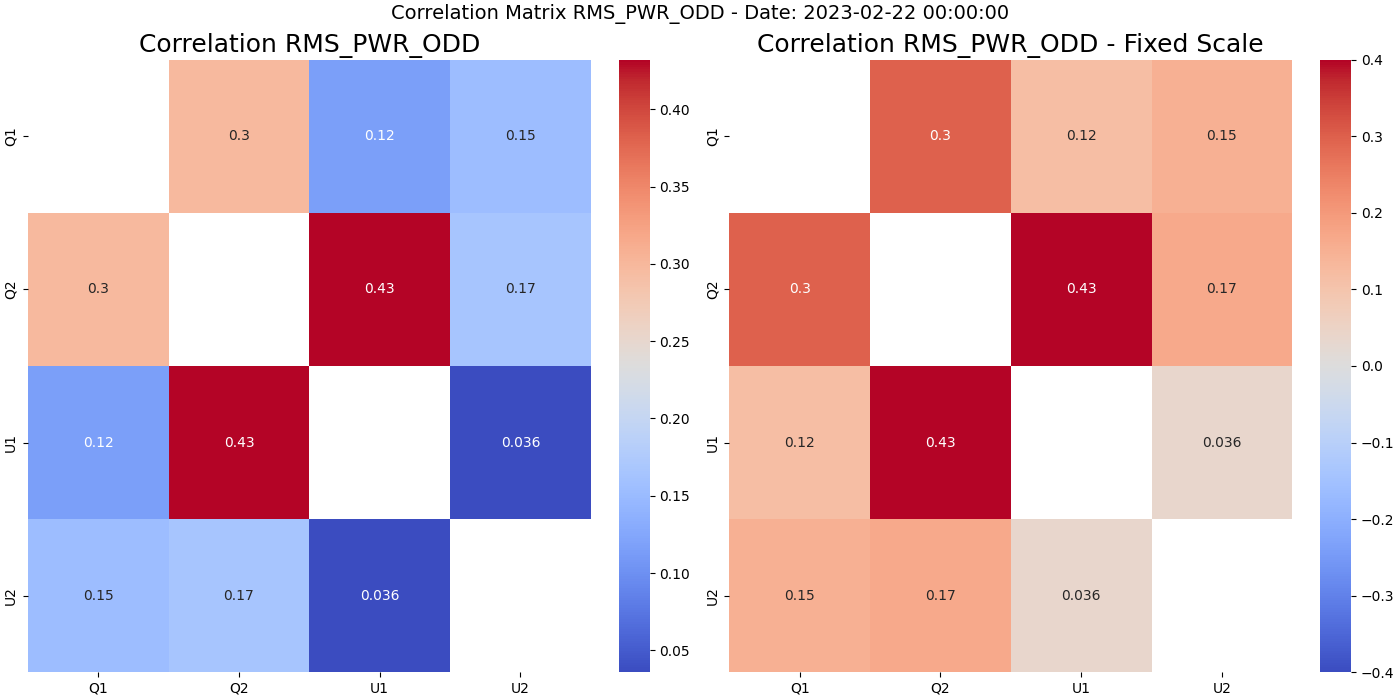 Correlation Matrix RMS_PWR_ODD - Date: 2023-02-22 00:00:00
Correlation RMS_PWR_ODD
Q1
0.3
0.12
0.15
Q2
0.3
0.43
0.17
U1
0.12
0.43
0.036
U2
0.15
0.17
0.036
Q1
Q2
U1
U2
0.40
0.35
0.30
0.25
0.20
0.15
0.10
0.05
Correlation RMS_PWR_ODD - Fixed Scale
Q1
0.3
0.12
0.15
Q2
0.3
0.43
0.17
U1
0.12
0.43
0.036
U2
0.15
0.17
0.036
Q1
Q2
U1
U2
0.4
0.3
0.2
0.1
0.0
−0.1
−0.2
−0.3
−0.4